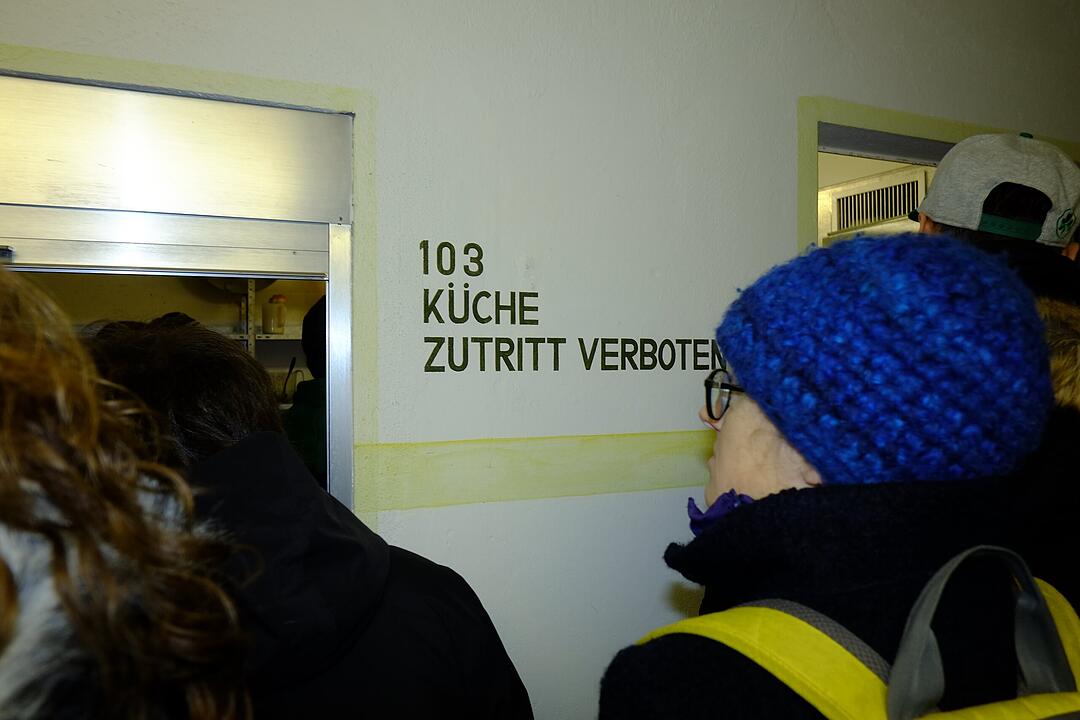 103
KÜCHE
ZUTRITT VERBOTEN